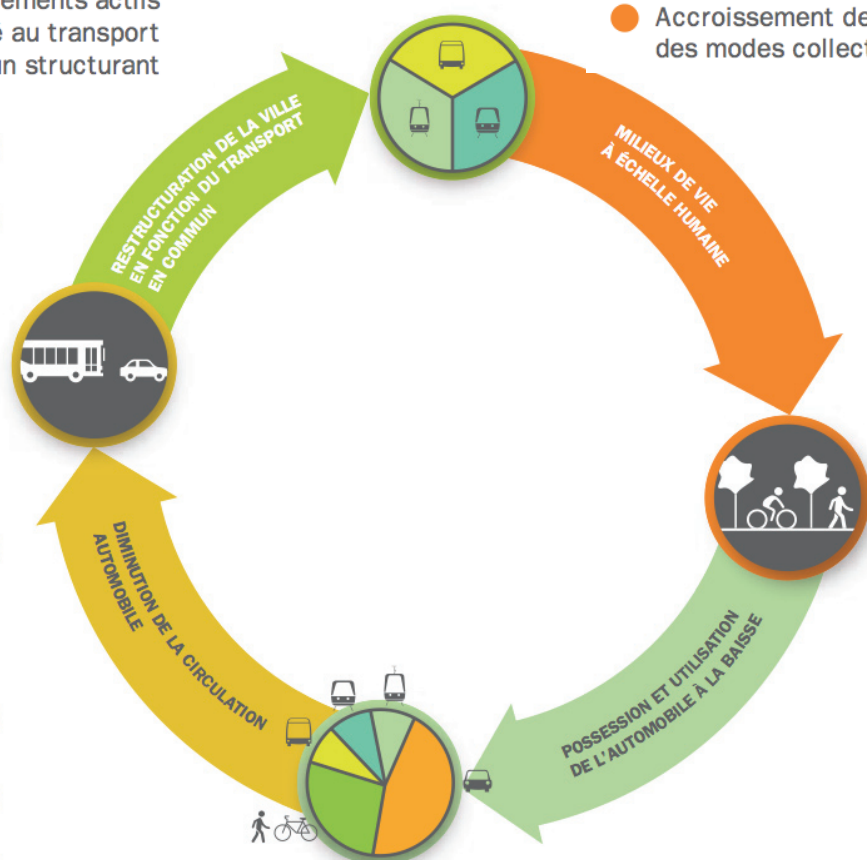 actifs
au transport
un structurant
Accroissement de
des modes collect
RESTRUCTURATION DE LA VILLE
EN FONCTION DU TRANSPORT
EN COMMUN
MILIEUX DE VIE
À ÉCHELLE HUMAINE
DIMINUTION DE LA CIRCULATION
AUTOMOBILE
POSSESSION ET UTILISATION
DE L'AUTOMOBILE À LA BAISSE